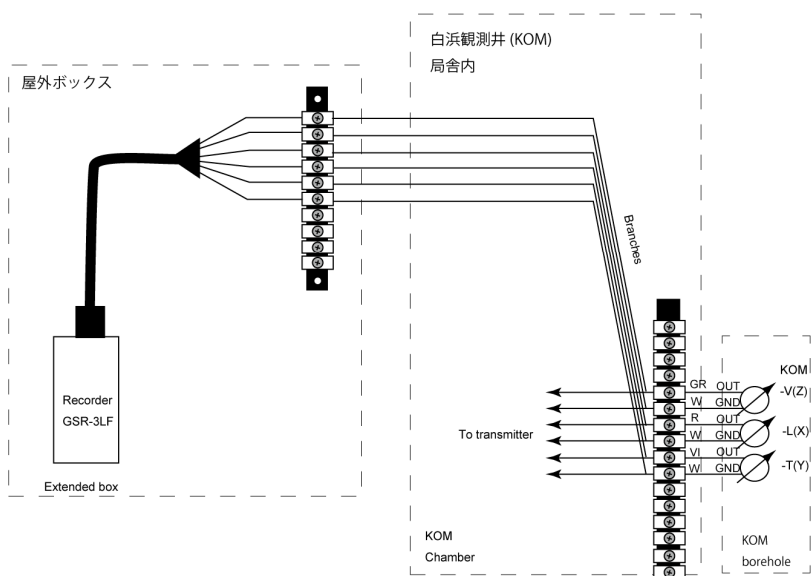 白浜観測井 (KOM)
局舎内
屋外ボックス
Branches
Recorder
GSR-3LF
Extended box
To transmitter
KOM
Chamber
GR OUT
W GND
R OUT
W GND
VI OUT
W GND
KOM
-V(Z)
-L(X)
-T(Y)
KOM
borehole